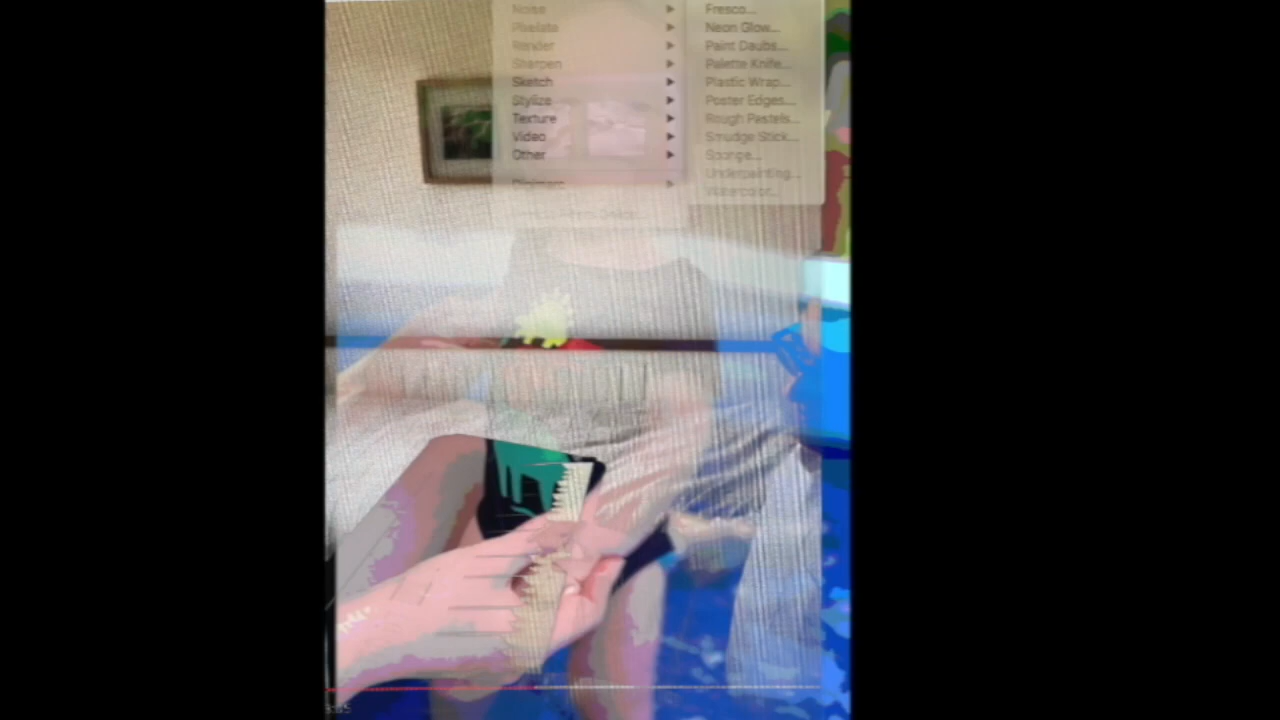 Noise
Pixelate
Render
Sharpen
Sketch
Stylize
Texture
Video
Other
Fresco...
Neon Glow...
Paint Daubs...
Palette Knife...
Plastic Wrap...
Poster Edges...
Rough Pastels...
Smudge Stick...
Sponge...
Underpainting...
Watercolor...